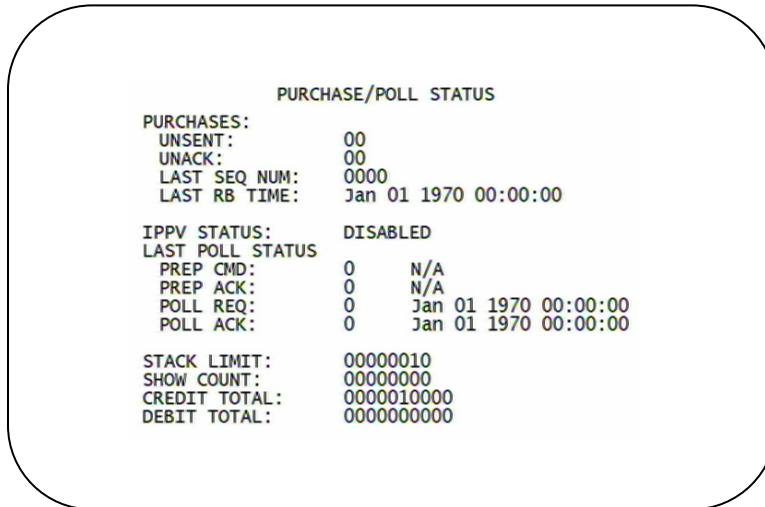 PURCHASE/POLL STATUS
PURCHASES:
UNSENT: 00
UNACK: 00
LAST SEQ NUM: 0000
LAST RB TIME: Jan 01 1970 00:00:00
IPPV STATUS: DISABLED
LAST POLL STATUS
PREP CMD: 0 N/A
PREP ACK: 0 N/A
POLL REQ: 0 Jan 01 1970 00:00:00
POLL ACK: 0 Jan 01 1970 00:00:00
STACK LIMIT: 00000010
SHOW COUNT: 00000000
CREDIT TOTAL: 0000010000
DEBIT TOTAL: 0000000000